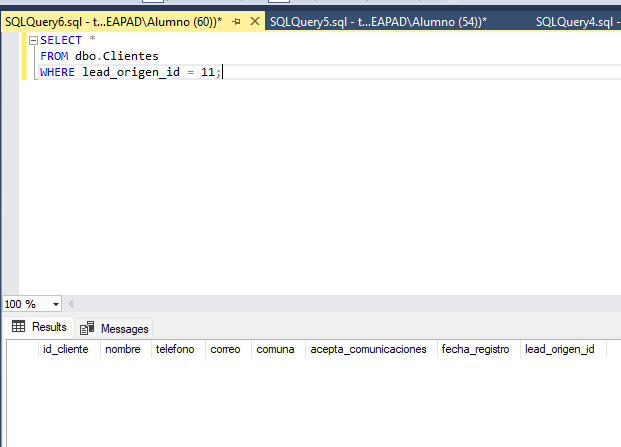 SQLQuery6.sql - t...EAPAD\Alumno (60))* SQLQuery5.sql - t...EAPAD\Alumno (54))* SQLQuery4.sql -
SELECT *
FROM dbo.Clientes
WHERE lead_origen_id = 11;
100 %
Results Messages
id_cliente nombre telefono correo comuna acepta_comunicaciones fecha_registro lead_origen_id